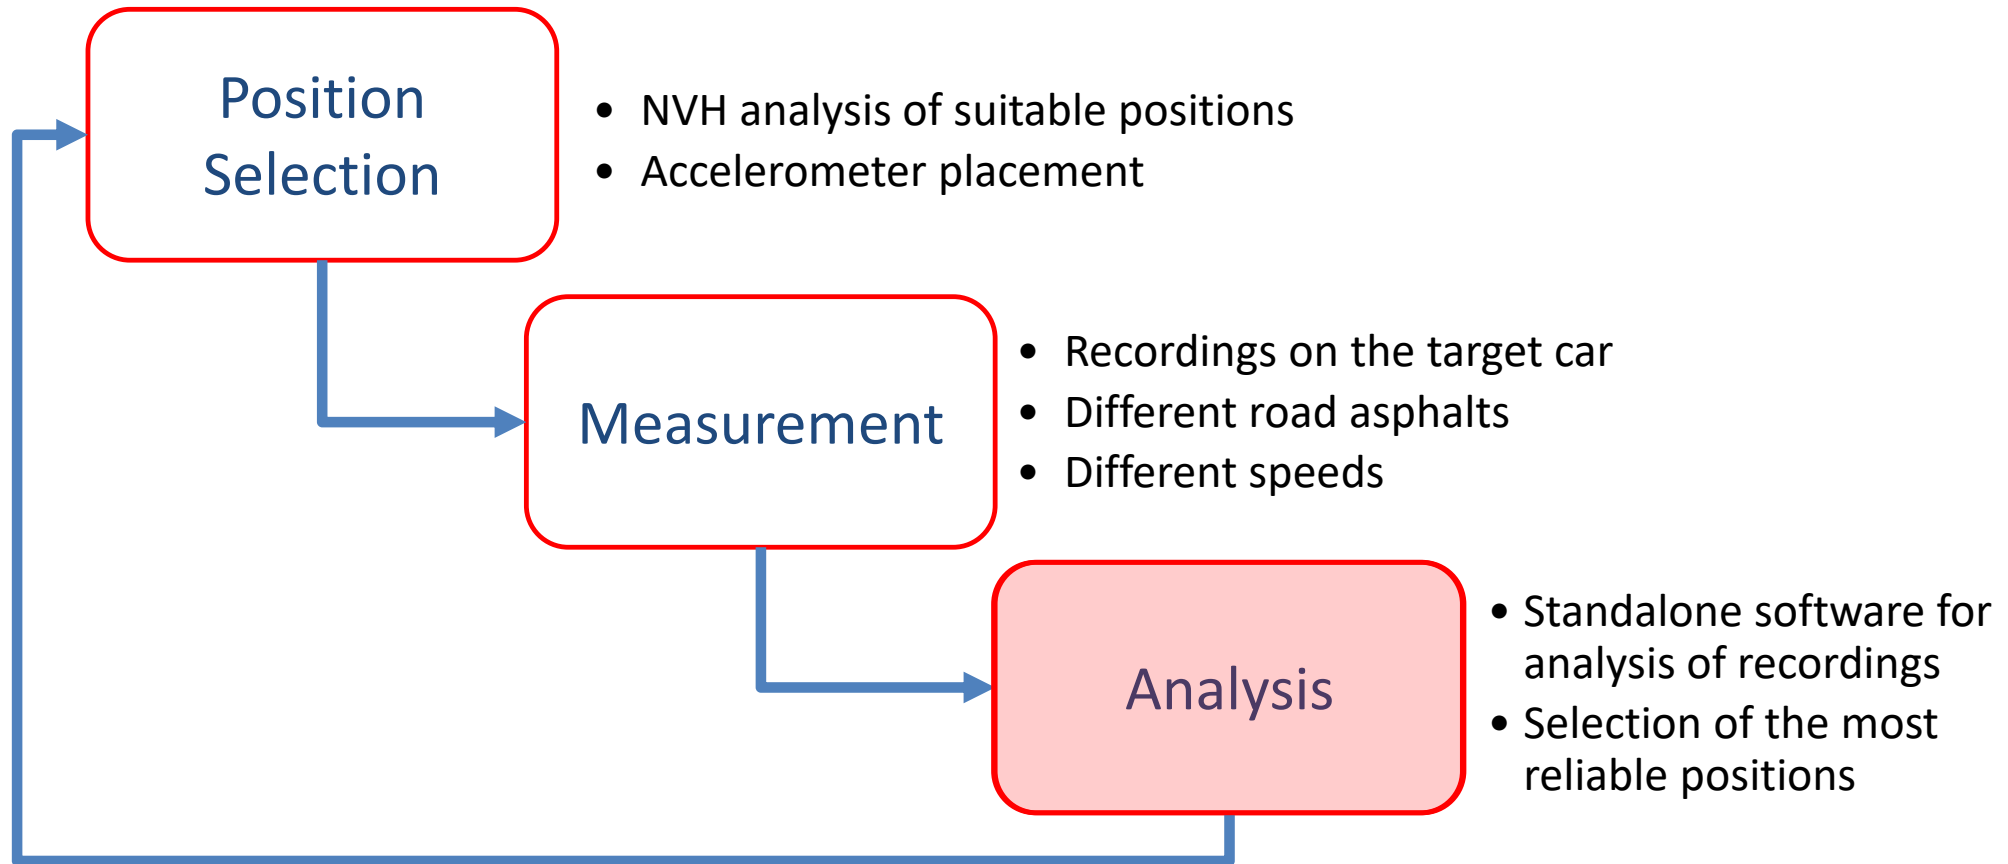 Position
Selection
• NVH analysis of suitable positions
• Accelerometer placement
Measurement
• Recordings on the target car
• Different road asphalts
• Different speeds
Analysis
• Standalone software for
analysis of recordings
• Selection of the most
reliable positions